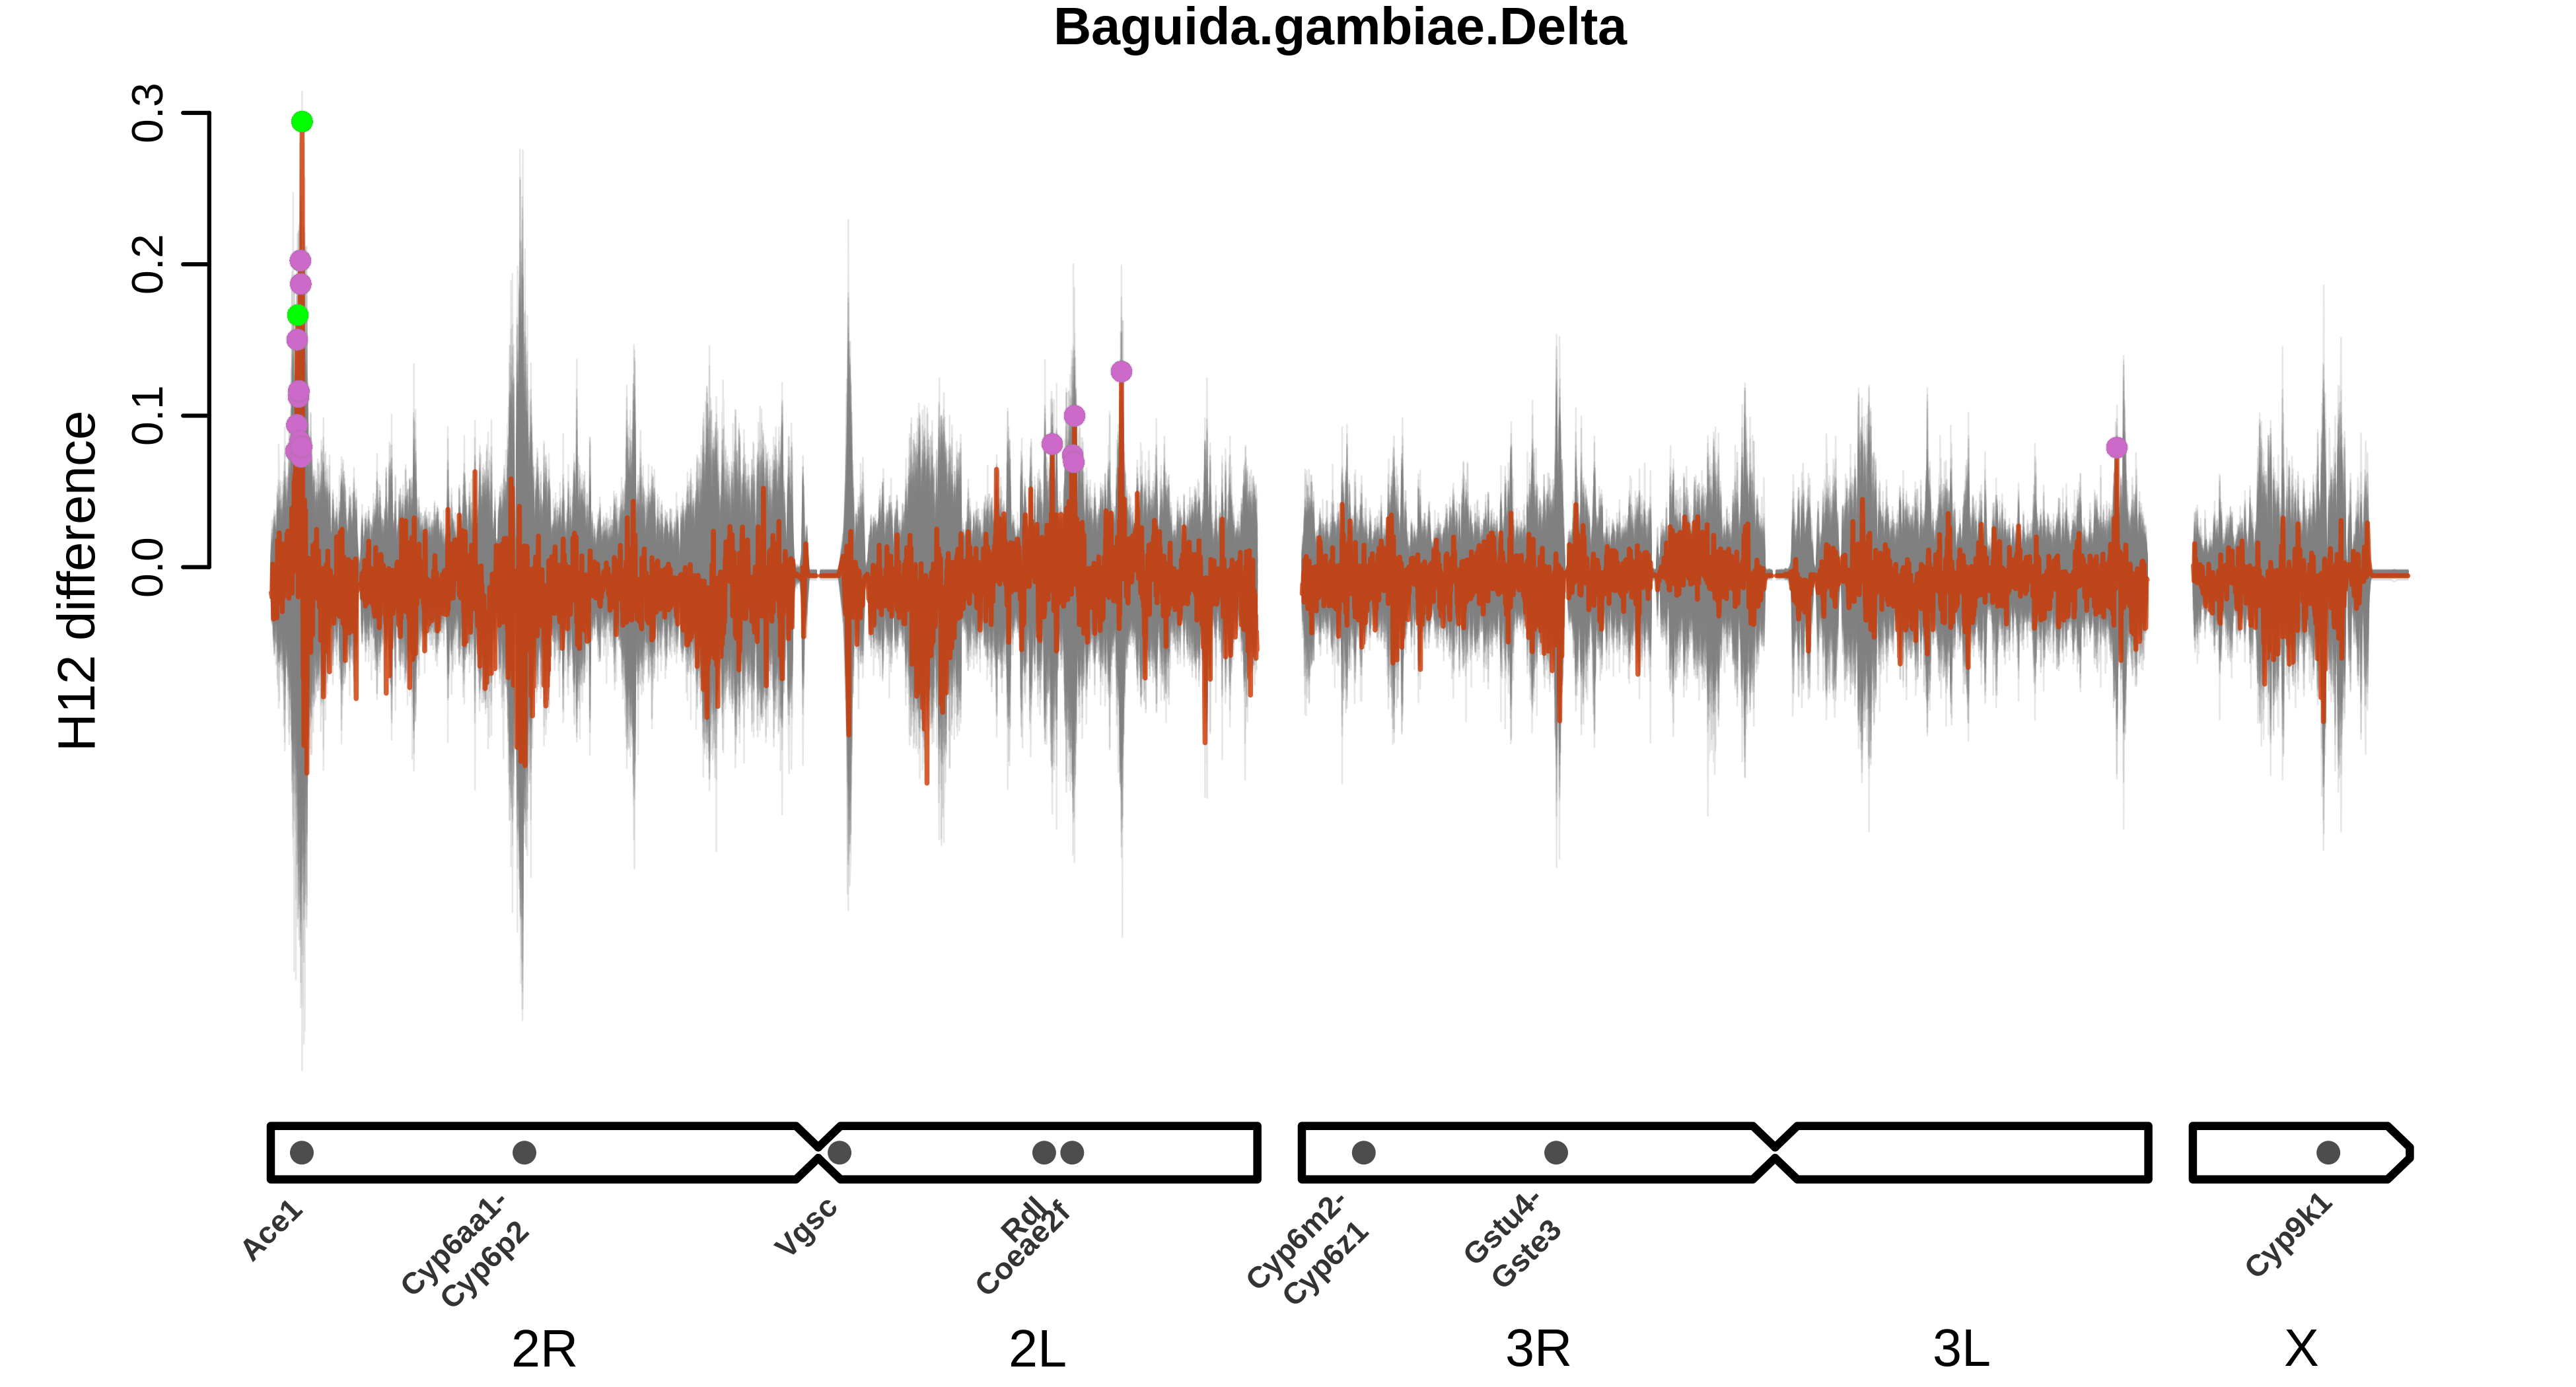 Baguida.gambiae.Delta
H12 difference
0.3
0.2
0.1
0.0
Ace1
Cyp6aa1-
Cyp6p2
Vgsc
Rdl
Coeae2f
Cyp6m2-
Cyp6z1
Gstu4-
Gste3
Cyp9k1
2R
2L
3R
3L
X